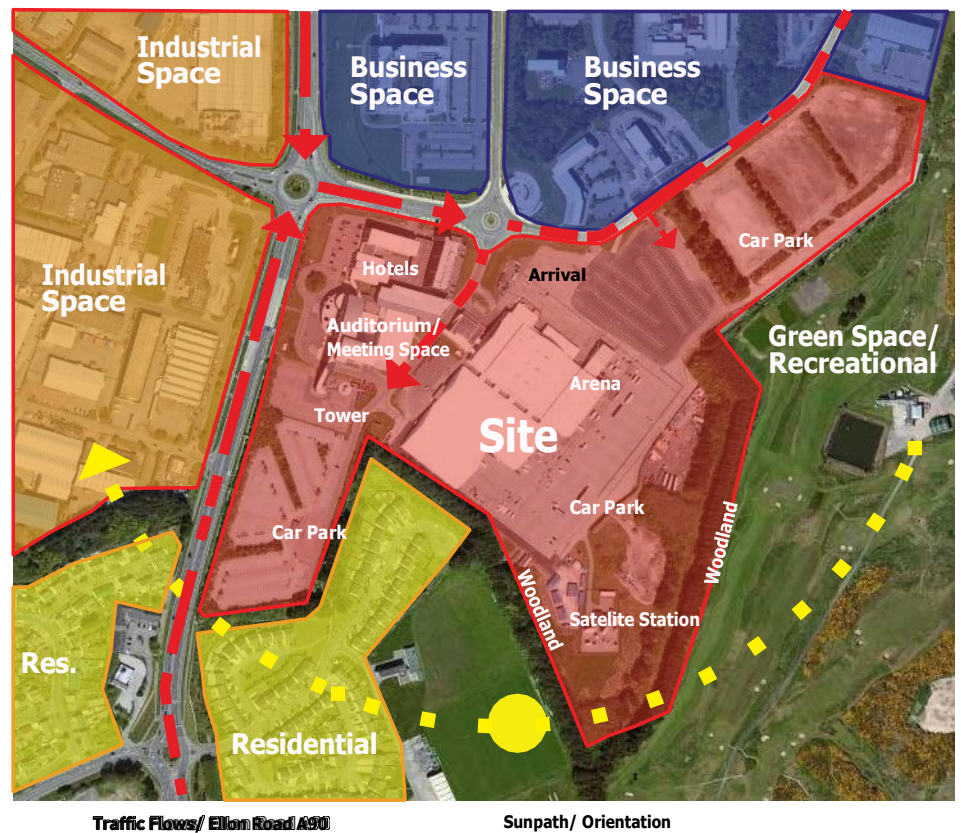 Industrial
Space
Business
Space
Business
Space
Industrial
Space
Hotels
Arrival
Car Park
Auditorium/
Meeting Space
Green Space/
Recreational
Arena
Tower
Site
Car Park
Car Park
Woodland
Woodland
Satelite Station
Res.
Residential
Traffic Flows/ Ellon Road A90
Sunpath/ Orientation